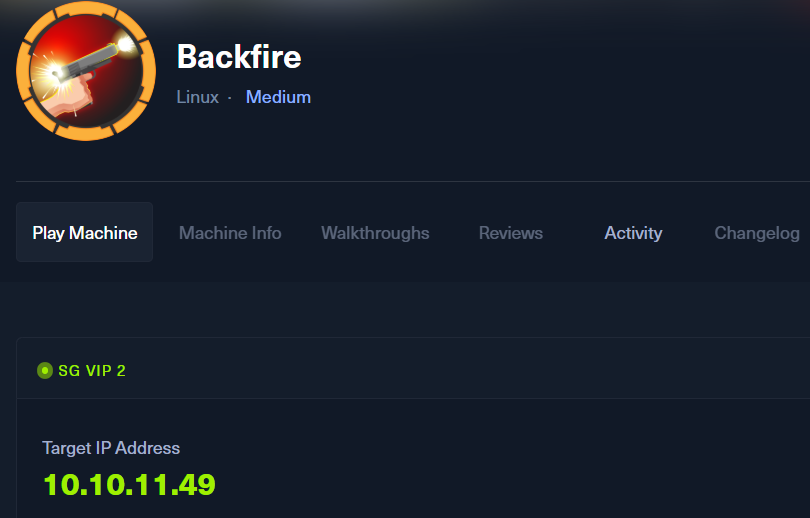 Backfire
Linux · Medium
Play Machine Machine Info Walkthroughs Reviews Activity Changelog
SG VIP 2
Target IP Address
10.10.11.49